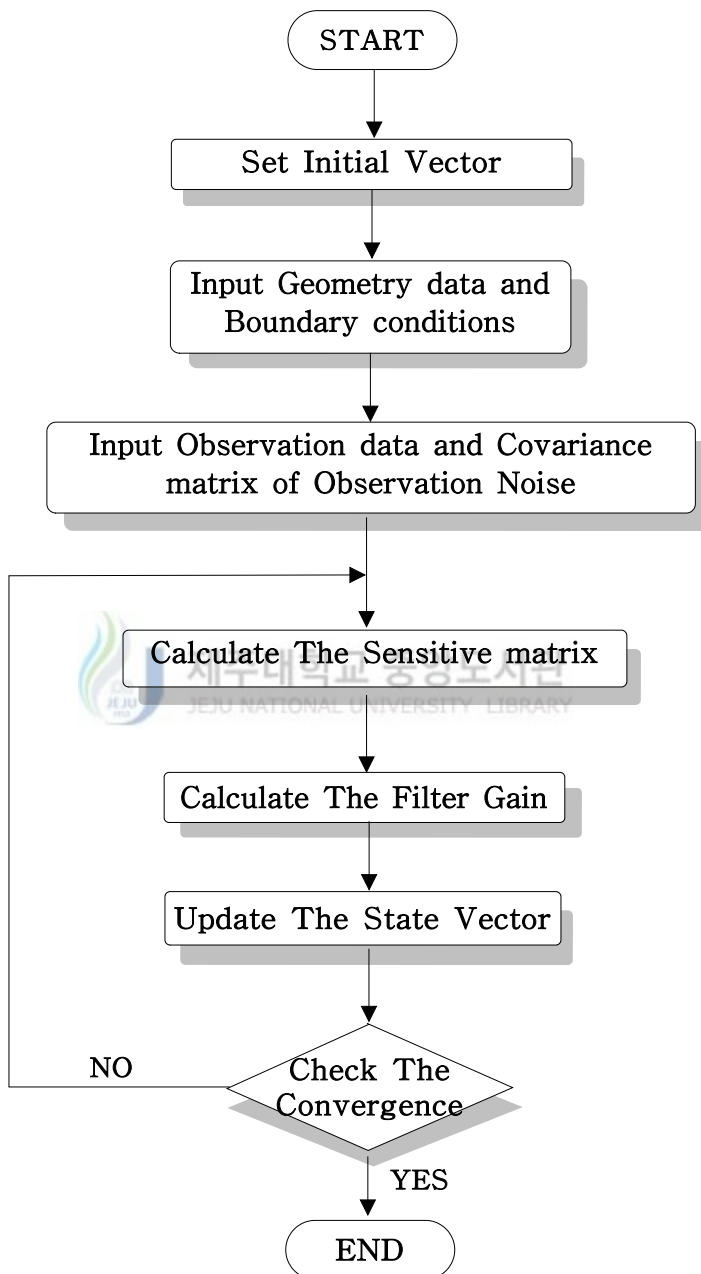 START
Set Initial Vector
Input Geometry data and
Boundary conditions
Input Observation data and Covariance
matrix of Observation Noise
Calculate The Sensitive matrix
제주대학교 중앙도서관
JEJU NATIONAL UNIVERSITY LIBRARY
JEJU
Calculate The Filter Gain
Update The State Vector
Check The
Convergence
NO
YES
END